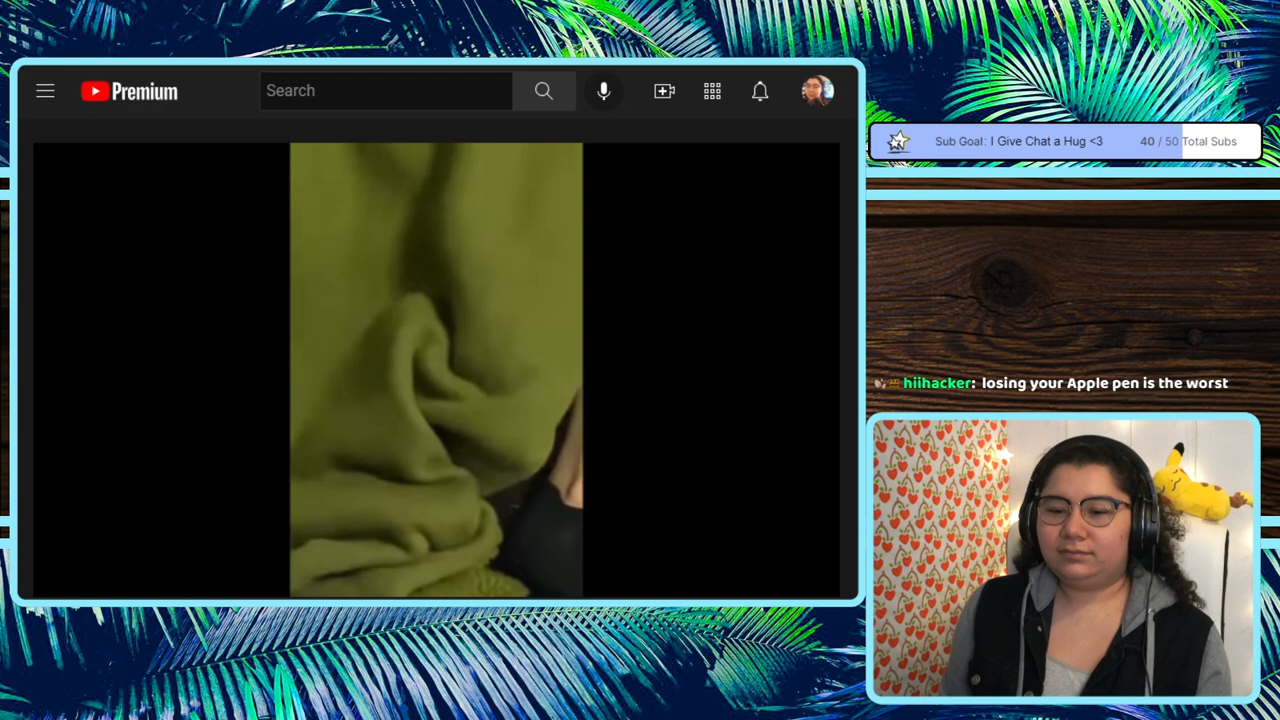 Premium
Search
Sub Goal: I Give Chat a Hug <3 40 / 50 Total Subs
hiihacker: losing your Apple pen is the worst